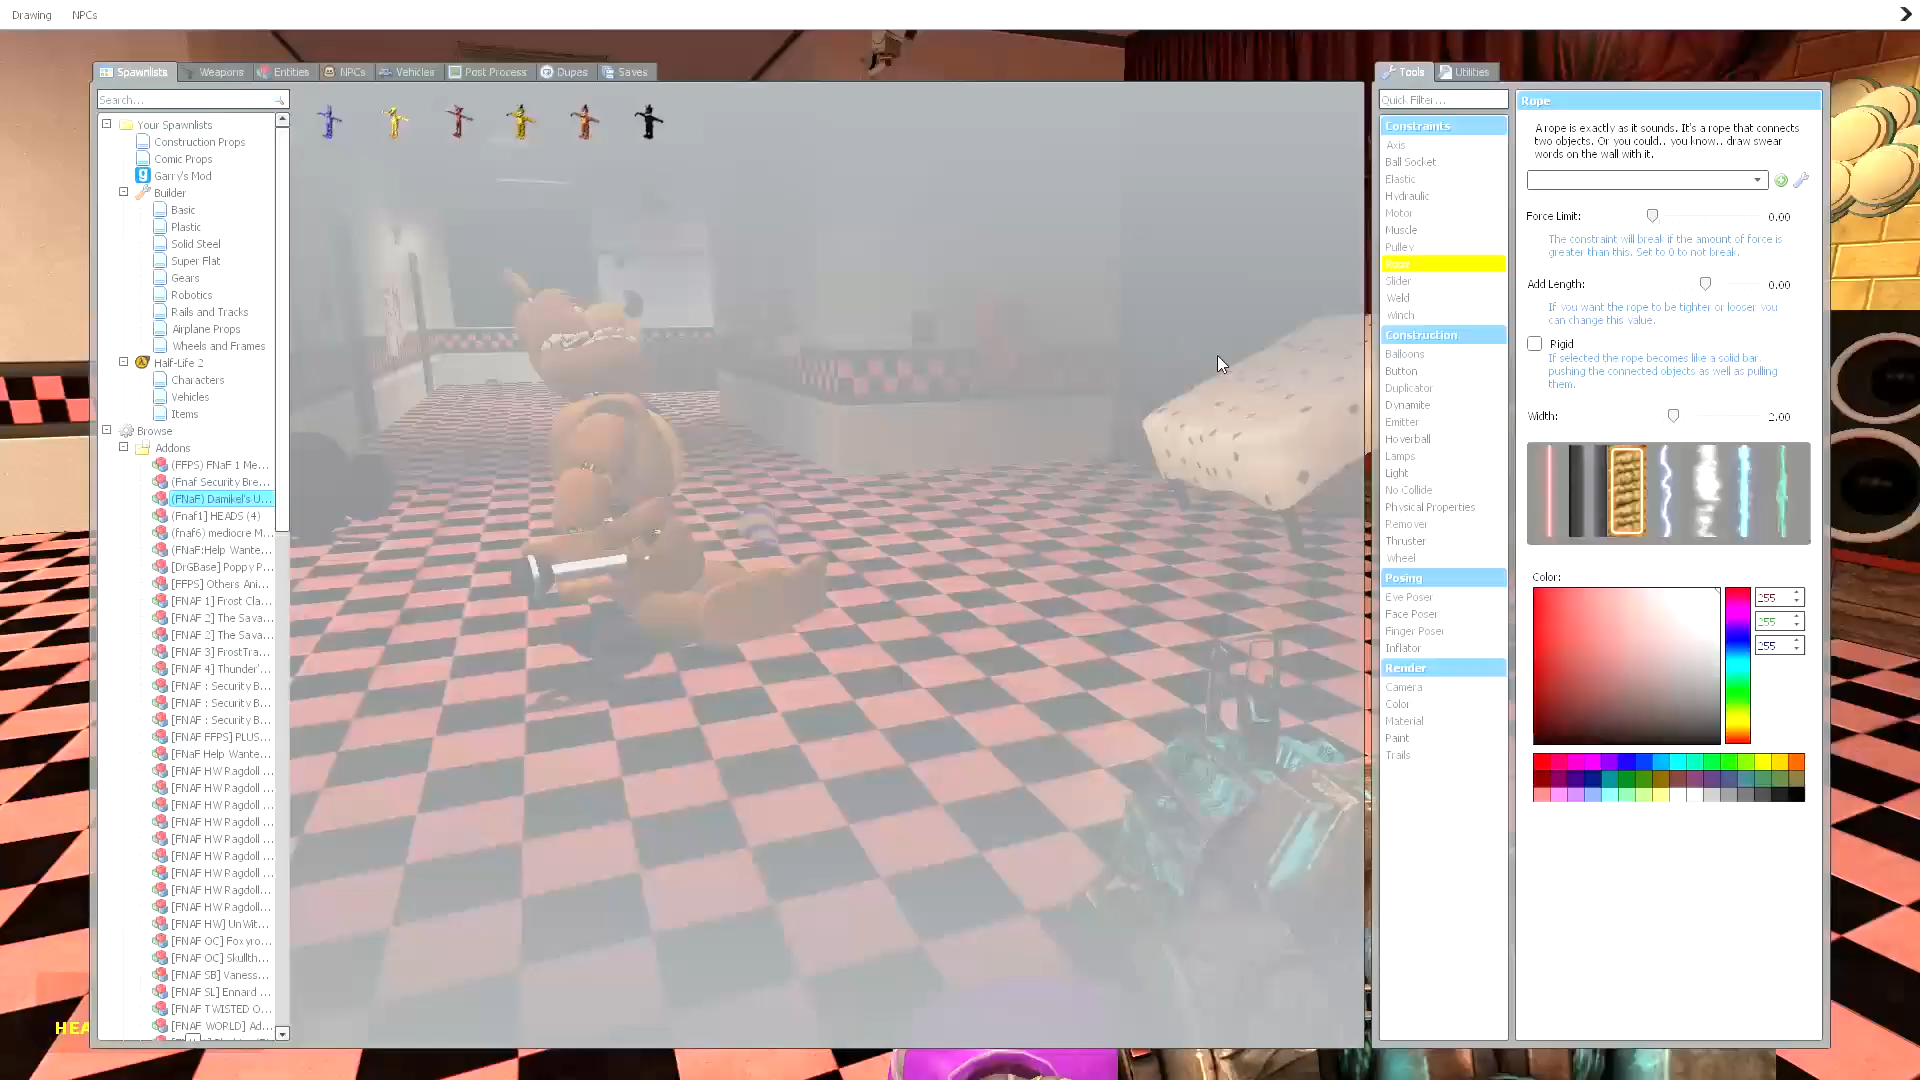 Drawing NPCs
Spawnlists Weapons Entities NPCs Vehicles Post Process Dupes Saves
Search...
Your Spawnlists
Construction Props
Comic Props
Garry's Mod
Builder
Basic
Plastic
Solid Steel
Super Flat
Gears
Robotics
Rails and Tracks
Airplane Props
Wheels and Frames
Half-Life 2
Characters
Vehicles
Items
Browse
Addons
(FFPS) FNaF 1 Me...
(Fnaf Security Bre...
(FNaF) Damikel's U...
(Fnaf1] HEADS (4)
(fnaf6) mediocre M...
(FNaF:Help Wante...
[DrGBase] Poppy P...
[FFPS] Others Ani...
[FNAF 1] Frost Cla...
[FNAF 2] The Sava...
[FNAF 2] The Sava...
[FNAF 3] FrostTra...
[FNAF 4] Thunder'...
[FNAF : Security B...
[FNAF : Security B...
[FNAF : Security B...
[FNAF FFPS] PLUS...
[FNaF Help Wante...
[FNAF HW Ragdoll ...
[FNAF HW Ragdoll ...
[FNAF HW Ragdoll ...
[FNAF HW Ragdoll ...
[FNAF HW Ragdoll ...
[FNAF HW Ragdoll ...
[FNAF HW Ragdoll ...
[FNAF HW Ragdoll...
[FNAF HW Ragdoll...
[FNAF HW] UnWit...
[FNAF OC] Foxyro...
[FNAF OC] Skullth...
[FNAF SB] Vaness...
[FNAF SL] Ennard ...
[FNAF TWISTED O...
[FNAF WORLD] Ad...
HEA
Tools Utilities
Quick Filter...
Constraints
Axis
Ball Socket
Elastic
Hydraulic
Motor
Muscle
Pulley
Rope
Slider
Weld
Winch
Construction
Balloons
Button
Duplicator
Dynamite
Emitter
Hoverball
Lamps
Light
No Collide
Physical Properties
Remover
Thruster
Wheel
Posing
Eye Poser
Face Poser
Finger Poser
Inflator
Render
Camera
Color
Material
Paint
Trails
Rope
A rope is exactly as it sounds. It's a rope that connects
two objects. Or you could.. you know.. draw swear
words on the wall with it.
Force Limit: 0.00
The constraint will break if the amount of force is
greater than this. Set to 0 to not break.
Add Length: 0.00
If you want the rope to be tighter or looser you
can change this value.
Rigid
If selected the rope becomes like a solid bar,
pushing the connected objects as well as pulling
them.
Width: 2.00
Color:
255
255
255